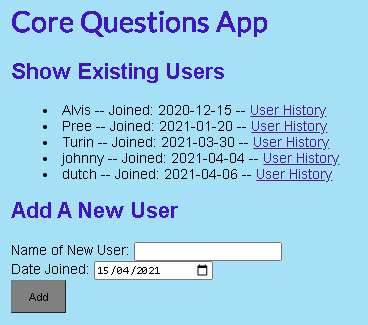 Core Questions App
Show Existing Users
Alvis -- Joined: 2020-12-15 -- User History
Pree -- Joined: 2021-01-20 -- User History
Turin -- Joined: 2021-03-30 -- User History
johnny -- Joined: 2021-04-04 -- User History
dutch -- Joined: 2021-04-06 -- User History
Add A New User
Name of New User:
Date Joined: 15/04/2021
Add